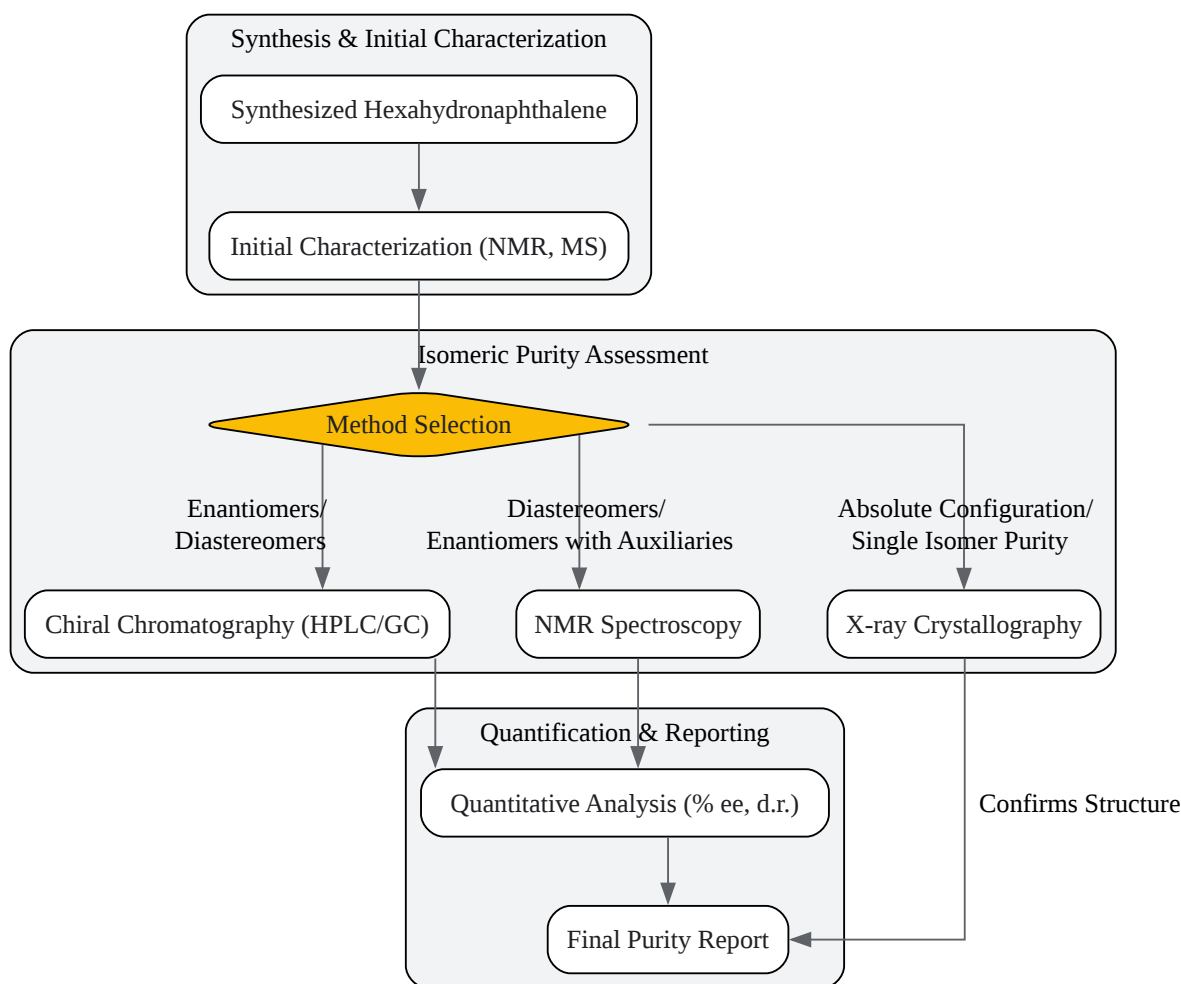 Synthesis & Initial Characterization
Synthesized Hexahydronaphthalene
Initial Characterization (NMR, MS)
Isomeric Purity Assessment
Method Selection
Enantiomers/
Diastereomers
Diastereomers/
Enantiomers with Auxiliaries
Absolute Configuration/
Single Isomer Purity
Chiral Chromatography (HPLC/GC)
NMR Spectroscopy
X-ray Crystallography
Quantification & Reporting
Quantitative Analysis (% ee, d.r.)
Confirms Structure
Final Purity Report